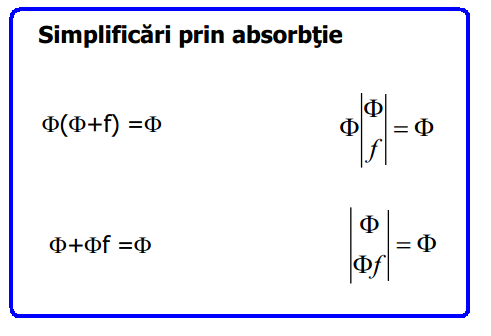 Simplificări prin absorbţie
Φ(Φ+f) =Φ
Φ|Φ
f| = Φ
Φ+Φf =Φ
|Φ
Φf| = Φ